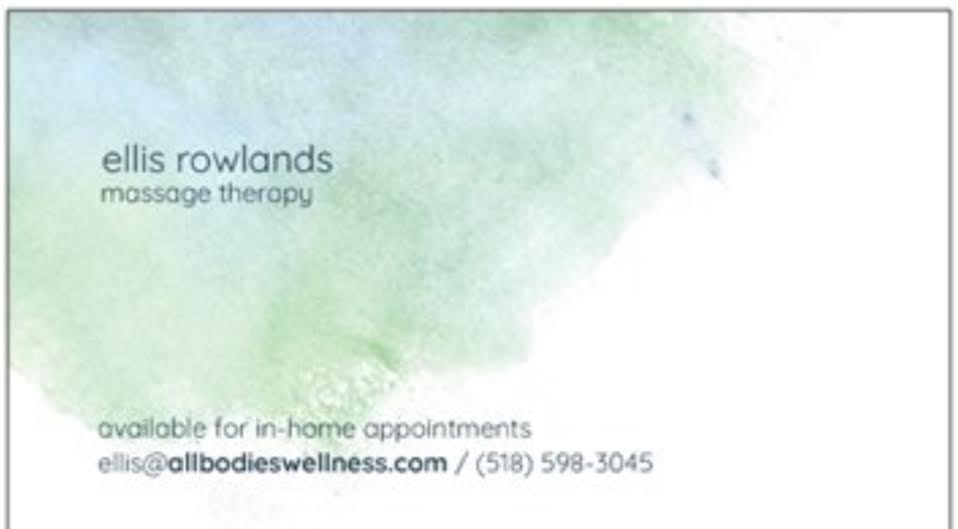 ellis rowlands
massage therapy
available for in-home appointments
ellis@allbodieswellness.com / (518) 598-3045